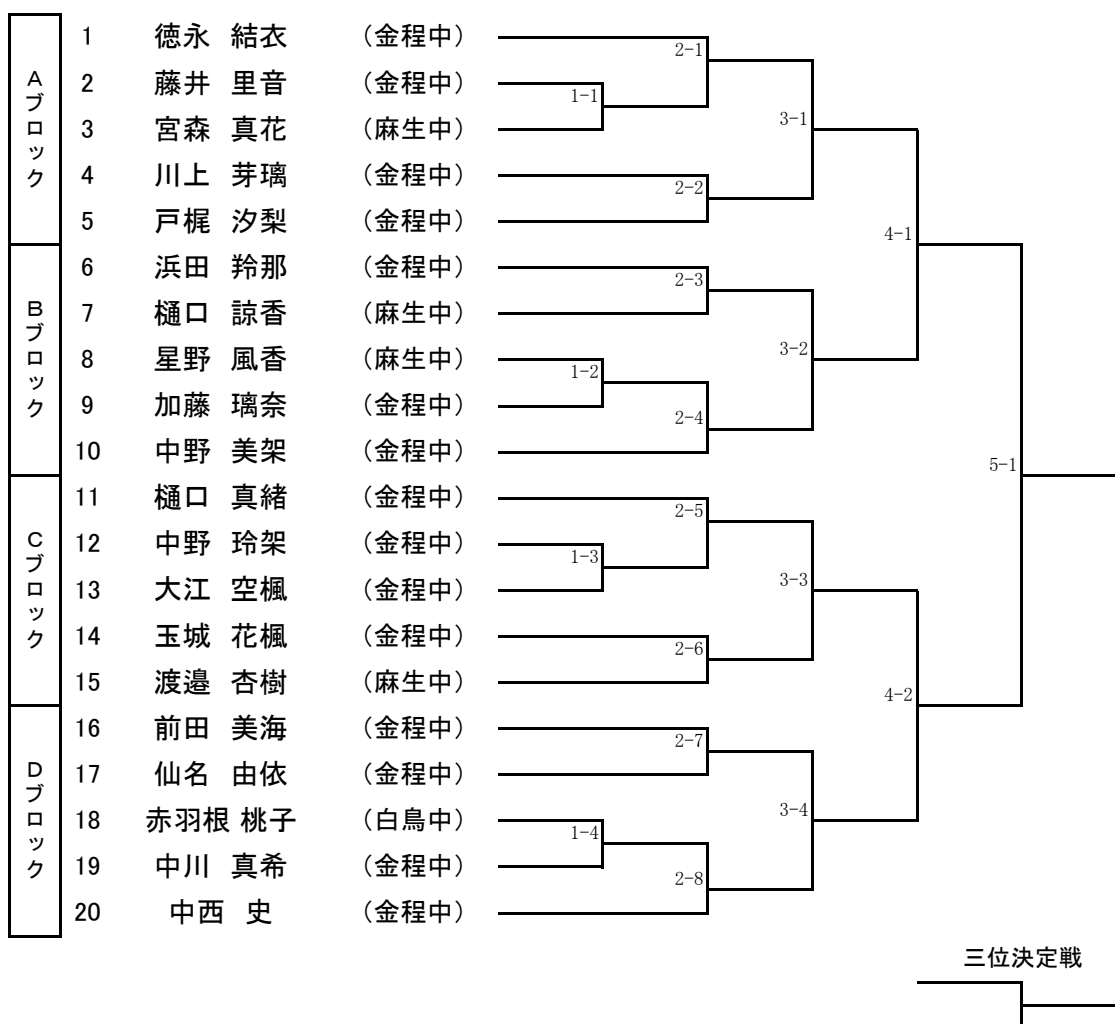 Aブロック
1 徳永 結衣 (金程中)
2-1
2 藤井 里音 (金程中)
1-1
3 宮森 真花 (麻生中)
3-1
4 川上 芽璃 (金程中)
2-2
5 戸梶 汐梨 (金程中)
4-1
Bブロック
6 浜田 羚那 (金程中)
2-3
7 樋口 諒香 (麻生中)
3-2
8 星野 風香 (麻生中)
1-2
9 加藤 璃奈 (金程中)
2-4
10 中野 美架 (金程中)
5-1
Cブロック
11 樋口 真緒 (金程中)
2-5
12 中野 玲架 (金程中)
1-3
13 大江 空楓 (金程中)
3-3
14 玉城 花楓 (金程中)
2-6
15 渡邉 杏樹 (麻生中)
4-2
Dブロック
16 前田 美海 (金程中)
2-7
17 仙名 由依 (金程中)
3-4
18 赤羽根 桃子 (白鳥中)
1-4
19 中川 真希 (金程中)
2-8
20 中西 史 (金程中)
三位決定戦